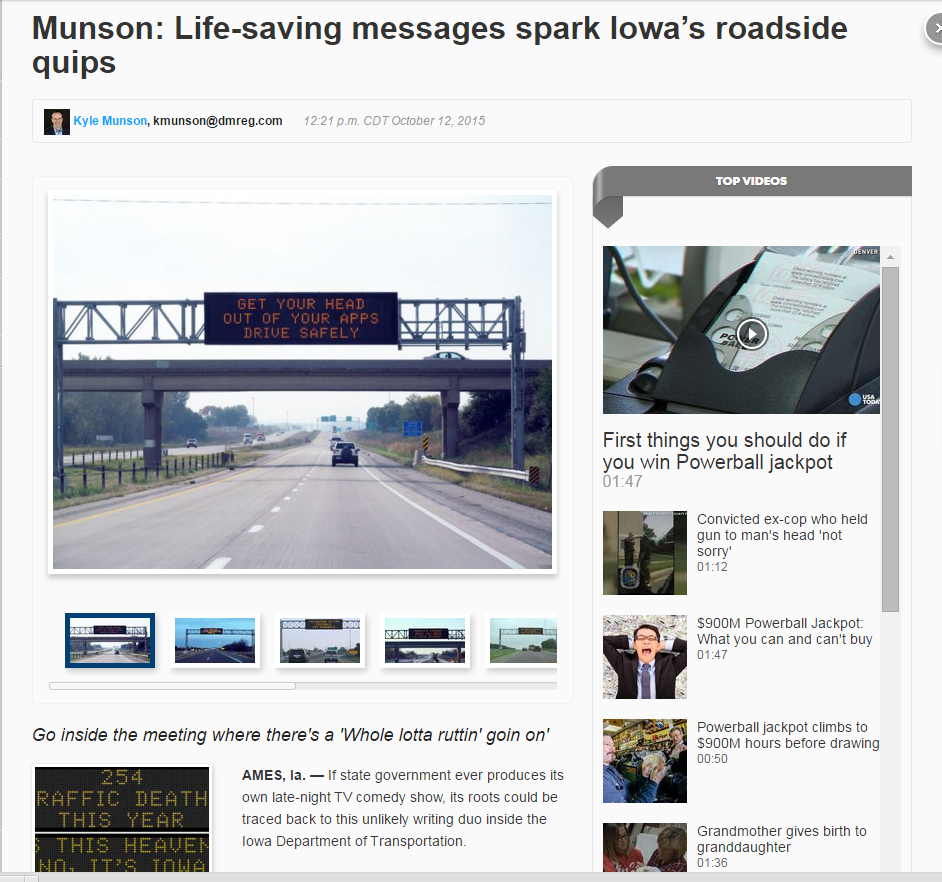 Munson: Life-saving messages spark Iowa’s roadside
quips
Kyle Munson, kmunson@dmreg.com 12:21 p.m. CDT October 12, 2015
GET YOUR HEAD
OUT OF YOUR APPS
DRIVE SAFELY
Go inside the meeting where there's a 'Whole lotta ruttin' goin on'
254
RAFFIC DEATH
THIS YEAR
S THIS HEAVEN
NO, IT'S IOWA
AMES, Ia. — If state government ever produces its
own late-night TV comedy show, its roots could be
traced back to this unlikely writing duo inside the
Iowa Department of Transportation.
TOP VIDEOS
DENVER
POWER
BALL
USA
TODAY
First things you should do if
you win Powerball jackpot
01:47
Convicted ex-cop who held
gun to man's head 'not
sorry'
01:12
$900M Powerball Jackpot:
What you can and can't buy
01:47
Powerball jackpot climbs to
$900M hours before drawing
00:50
Grandmother gives birth to
granddaughter
01:36